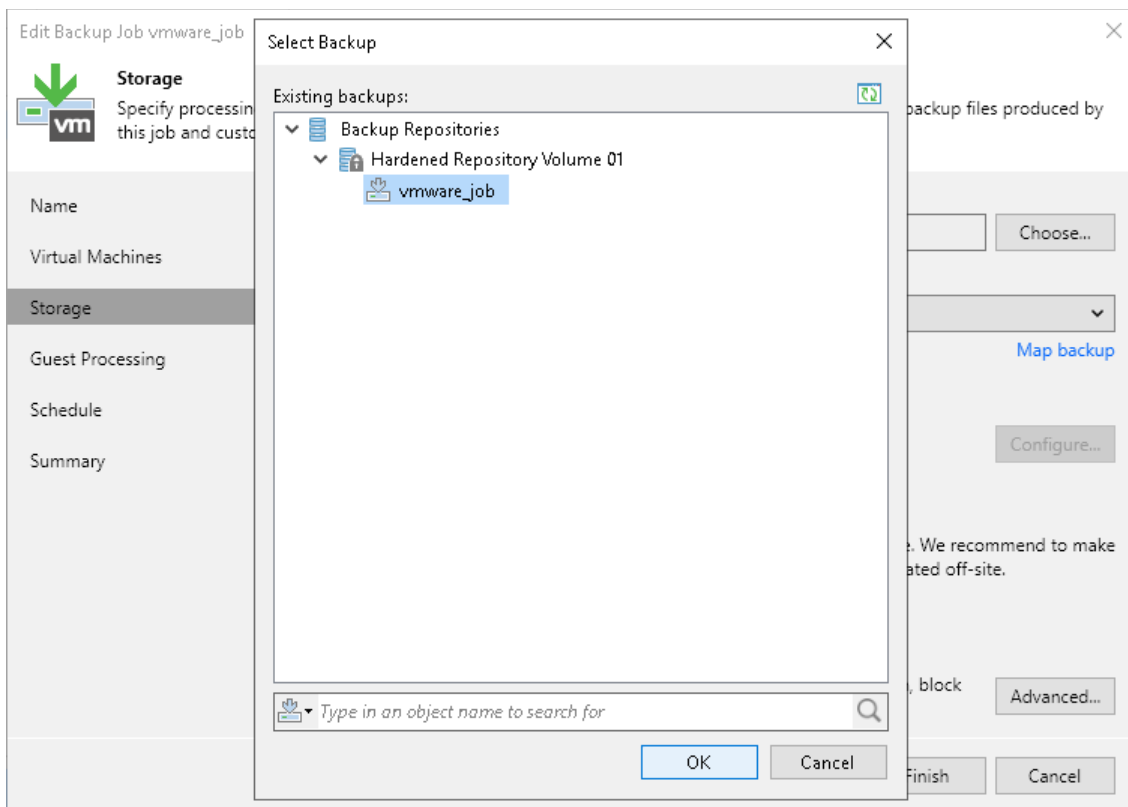 Edit Backup Job vmware_job
Storage
Specify processin
this job and custo
backup files produced by
Name
Virtual Machines
Storage
Guest Processing
Schedule
Summary
Select Backup
Existing backups:
Backup Repositories
Hardened Repository Volume 01
vmware_job
Type in an object name to search for
OK
Cancel
Choose...
Map backup
Configure...
. We recommend to make
ated off-site.
, block
Advanced...
Finish
Cancel